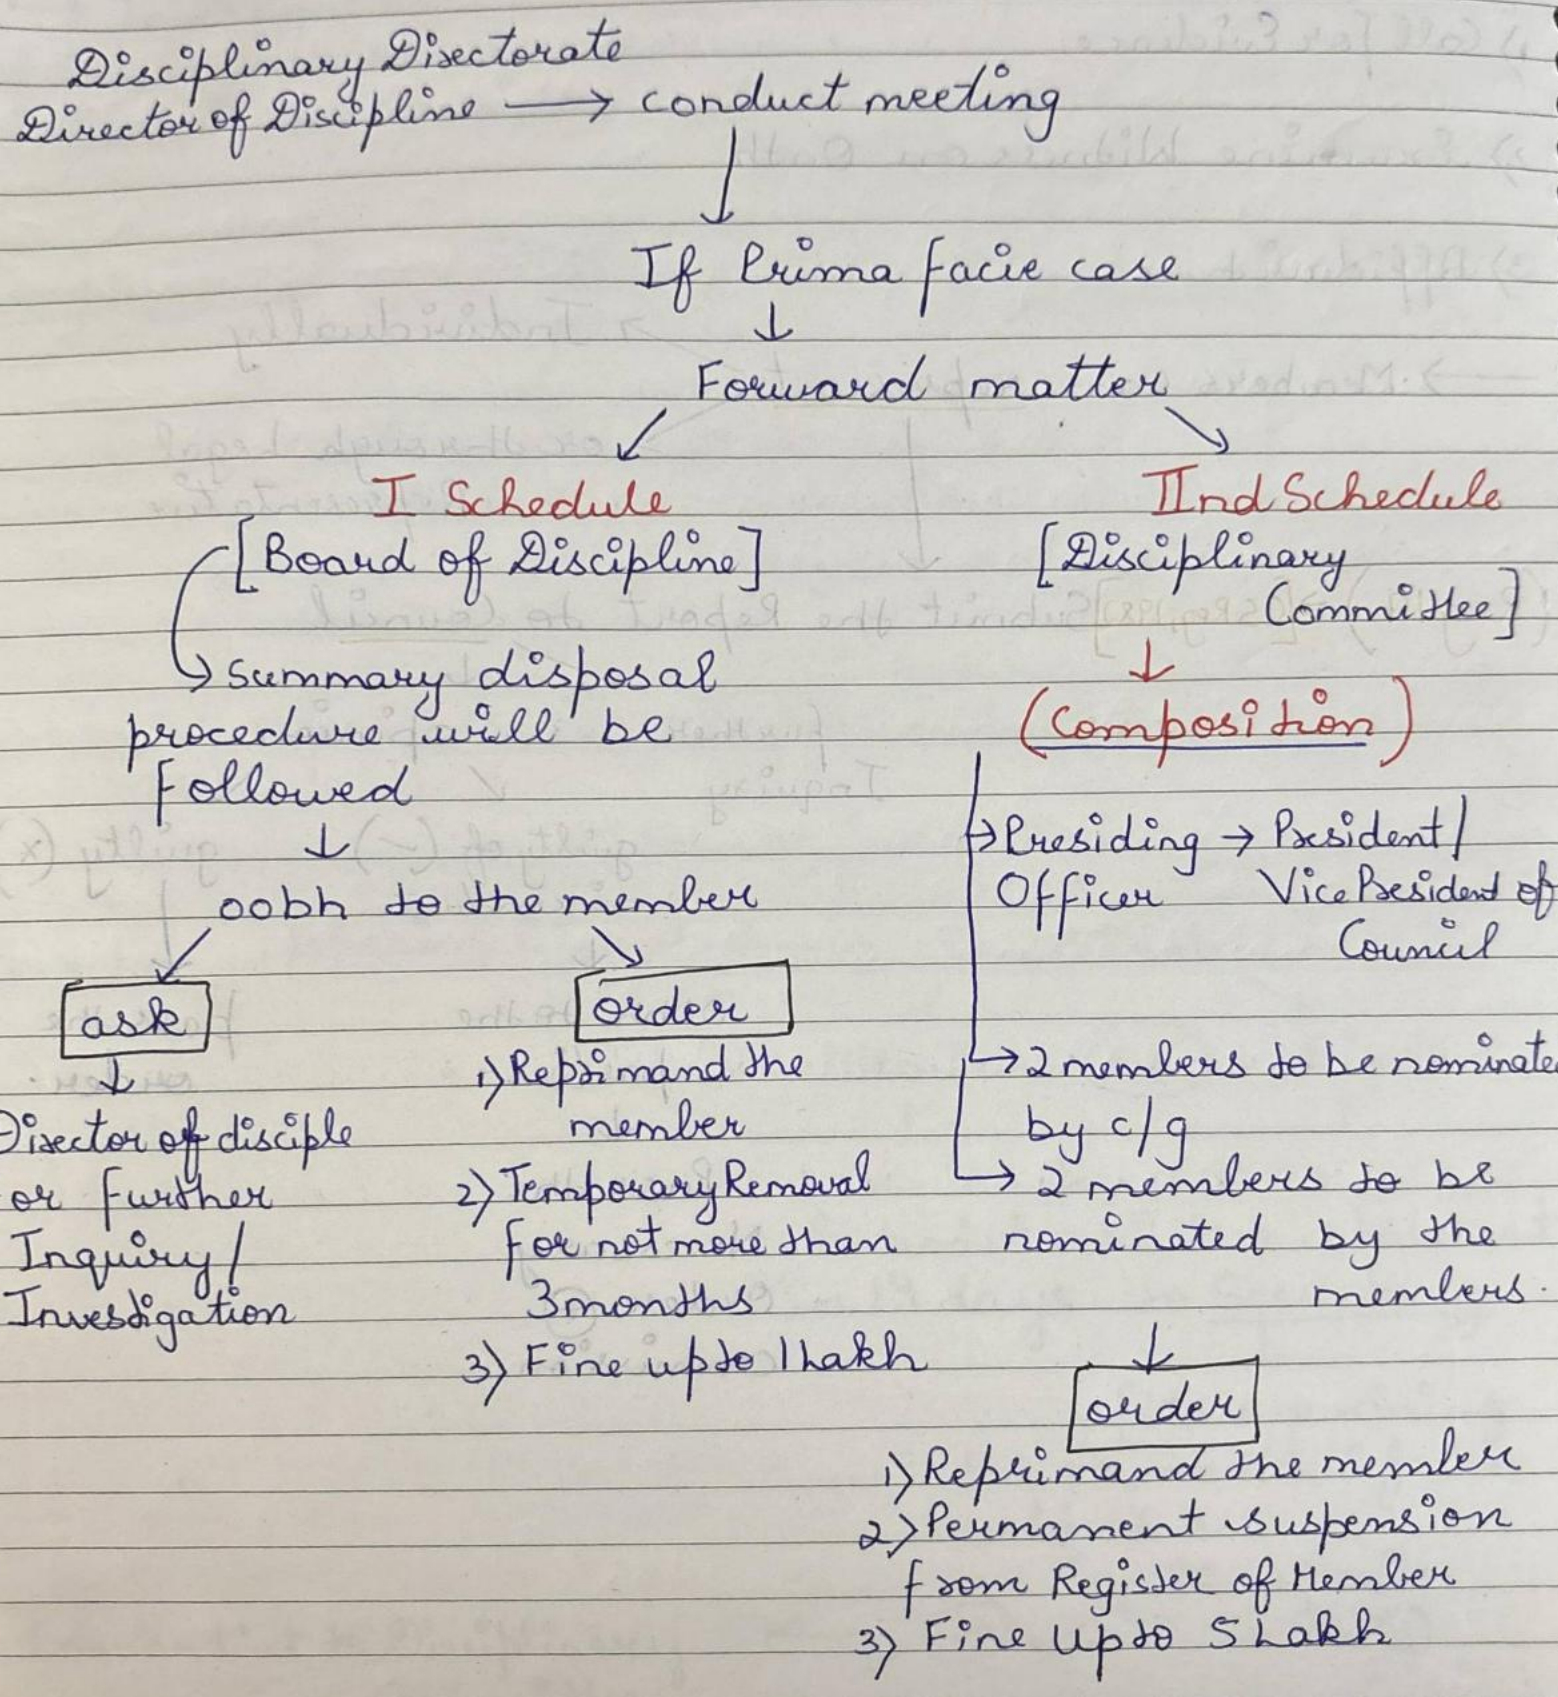 Disciplinary Disectorate
Director of Discipline → conduct meeting
↓
If Prima facie case
↓
Forward matter
I Schedule
[Board of Discipline]
→ Summary disposal
procedure will be
followed
↓
oobh to the member
ask
↓
Disector of disciple
or further
Inquiry/
Investigation
order
1) Reprimand the
member
2) Temporary Removal
for not more than
3 months
3) Fine upto 1 Lakh
IInd Schedule
[Disciplinary
Committee]
↓
(Composition)
→ Presiding → President/
Officer Vice President of
Council
→ 2 members to be nominate
by c/g
→ 2 members to be
nominated by the
members.
↓
order
1) Reprimand the member
2) Permanent suspension
from Register of Member
3) Fine upto 5 Lakh